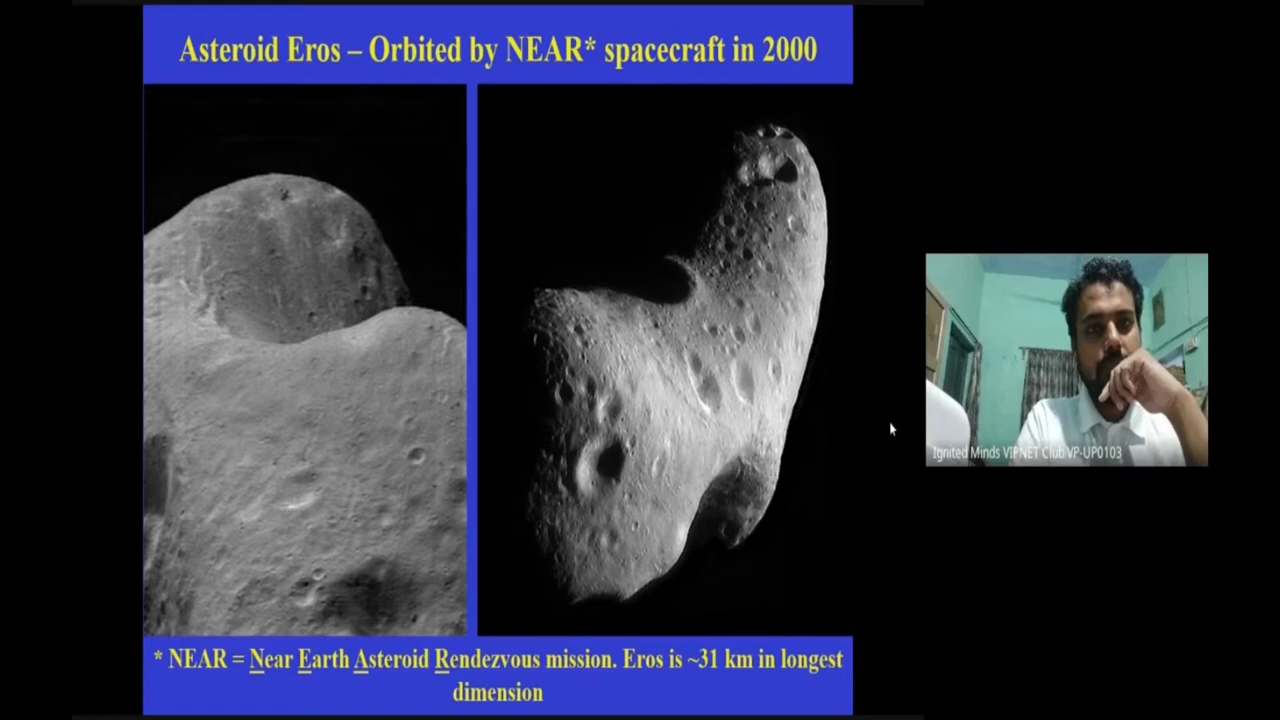 Asteroid Eros – Orbited by NEAR* spacecraft in 2000
* NEAR = Near Earth Asteroid Rendezvous mission. Eros is ~31 km in longest
dimension
Ignited Minds VIPNET Club VP-UP0103